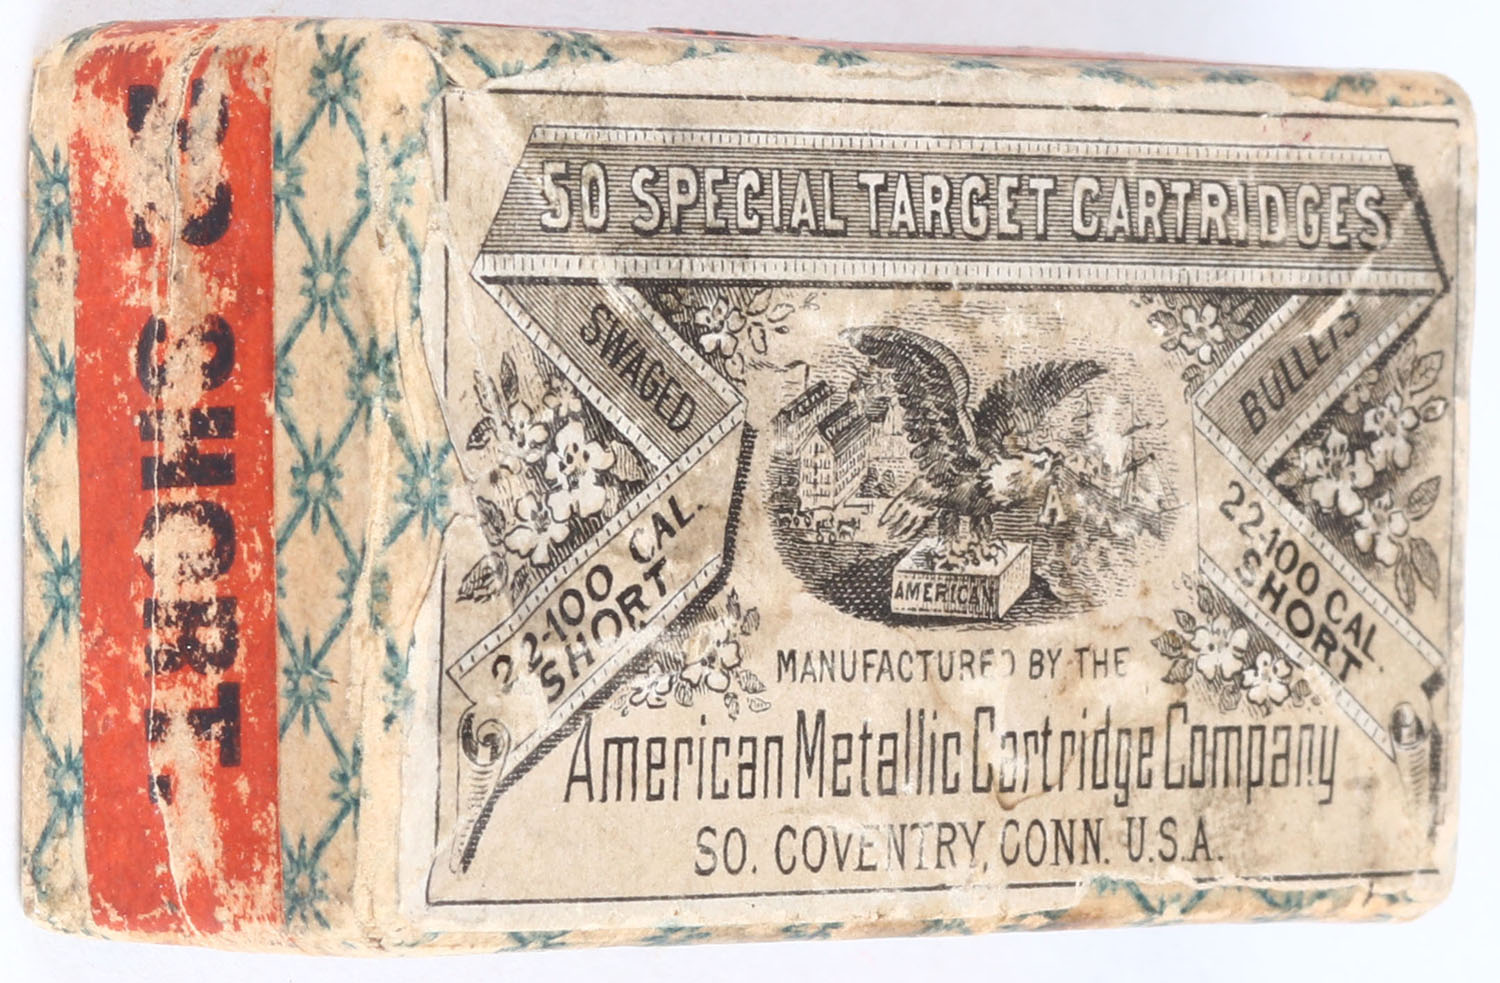 50 SPECIAL TARGET CARTRIDGES
SWAGED
BULLETS
22-100 CAL.
SHORT
22-100 CAL.
SHORT
AMERICAN
MANUFACTURED BY THE
American Metallic Cartridge Company
SO. COVENTRY, CONN. U.S.A.
SHORT.